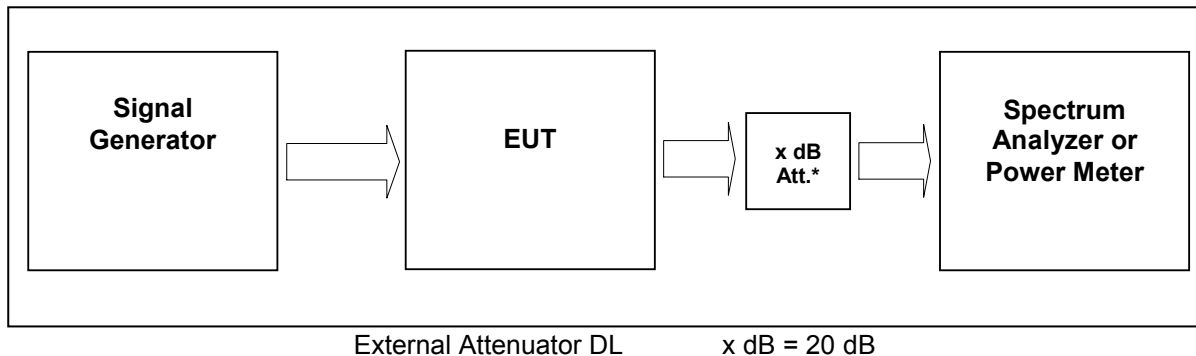 Signal
Generator
EUT
x dB
Att.*
Spectrum
Analyzer or
Power Meter
External Attenuator DL x dB = 20 dB